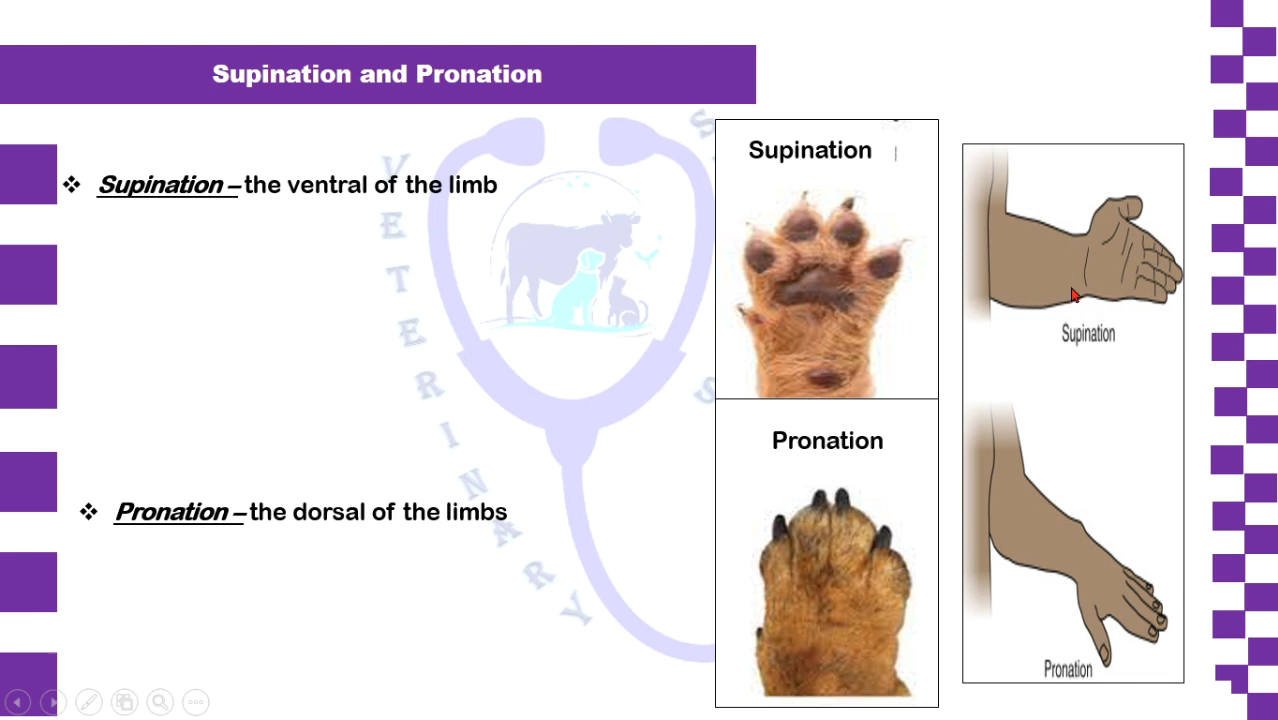 Supination and Pronation
❖ Supination – the ventral of the limb
❖ Pronation – the dorsal of the limbs
VETERINARY
S
S
Supination
Pronation
Supination
Pronation